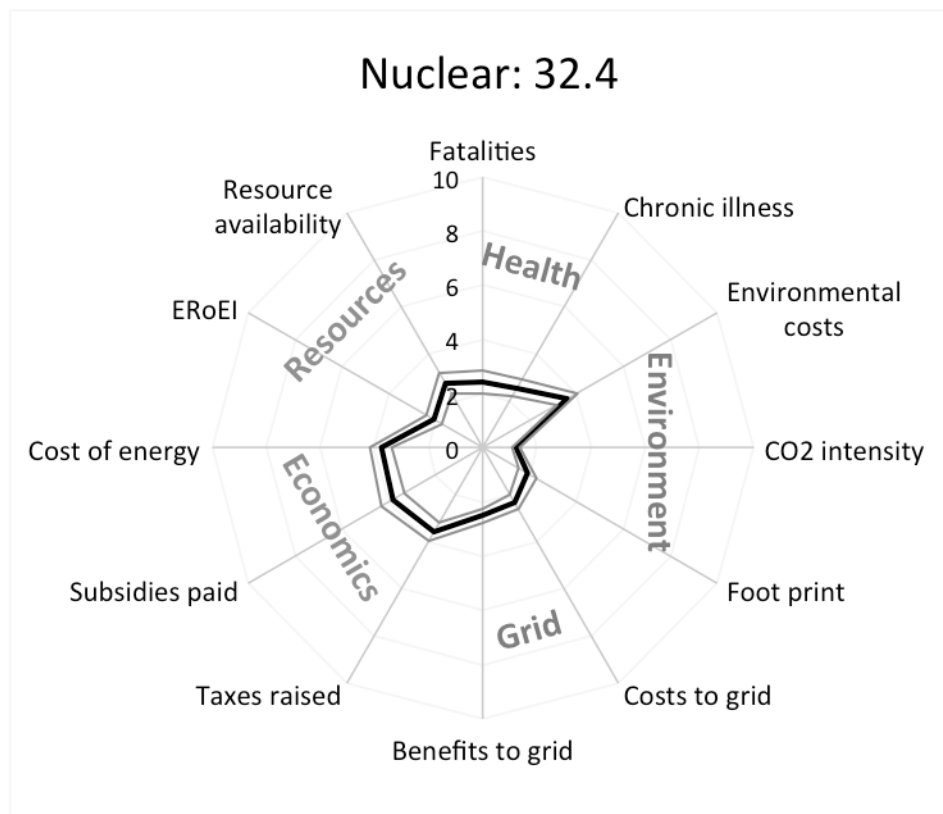 Nuclear: 32.4
Fatalities
10
Resource
availability
Chronic illness
8
Health
Environmental
costs
6
Resources
ERoEI
4
Environment
2
Cost of energy
0
CO2 intensity
Economics
Subsidies paid
Foot print
Grid
Taxes raised
Costs to grid
Benefits to grid